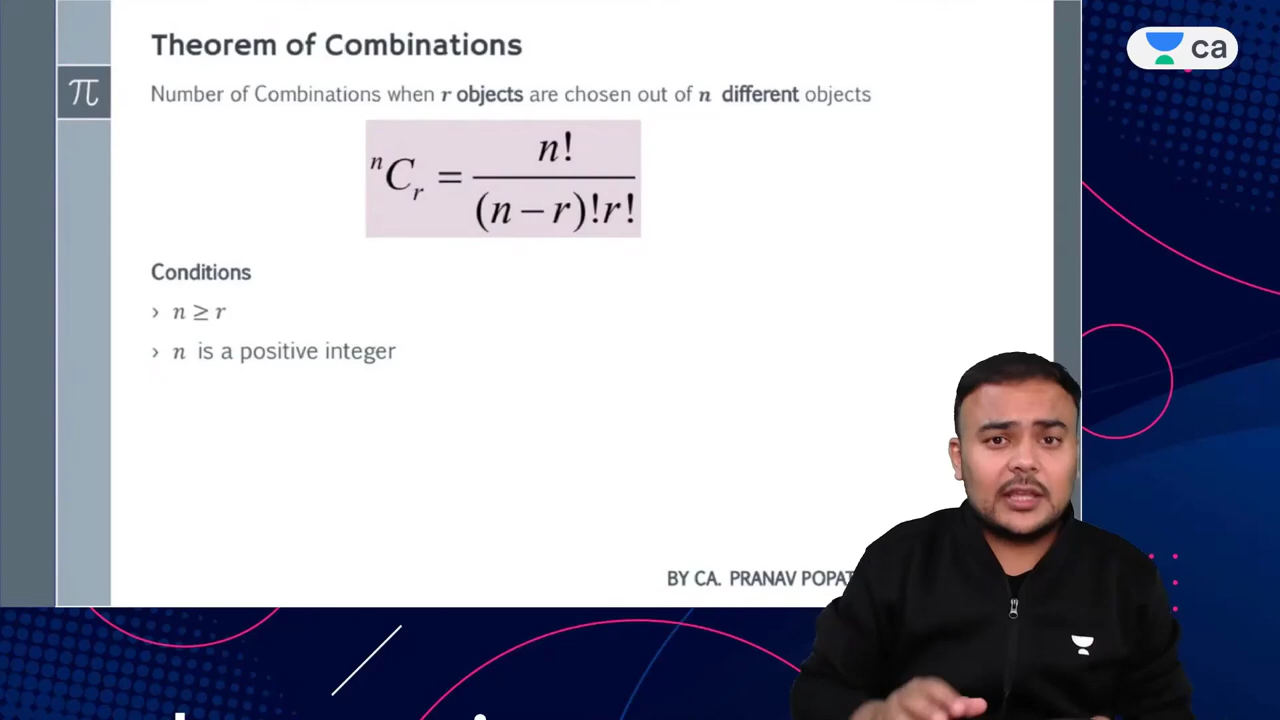 Theorem of Combinations
π
Number of Combinations when r objects are chosen out of n different objects
ⁿCᵣ = n! / (n − r)!r!
Conditions
› n ≥ r
› n is a positive integer
BY CA. PRANAV
ca